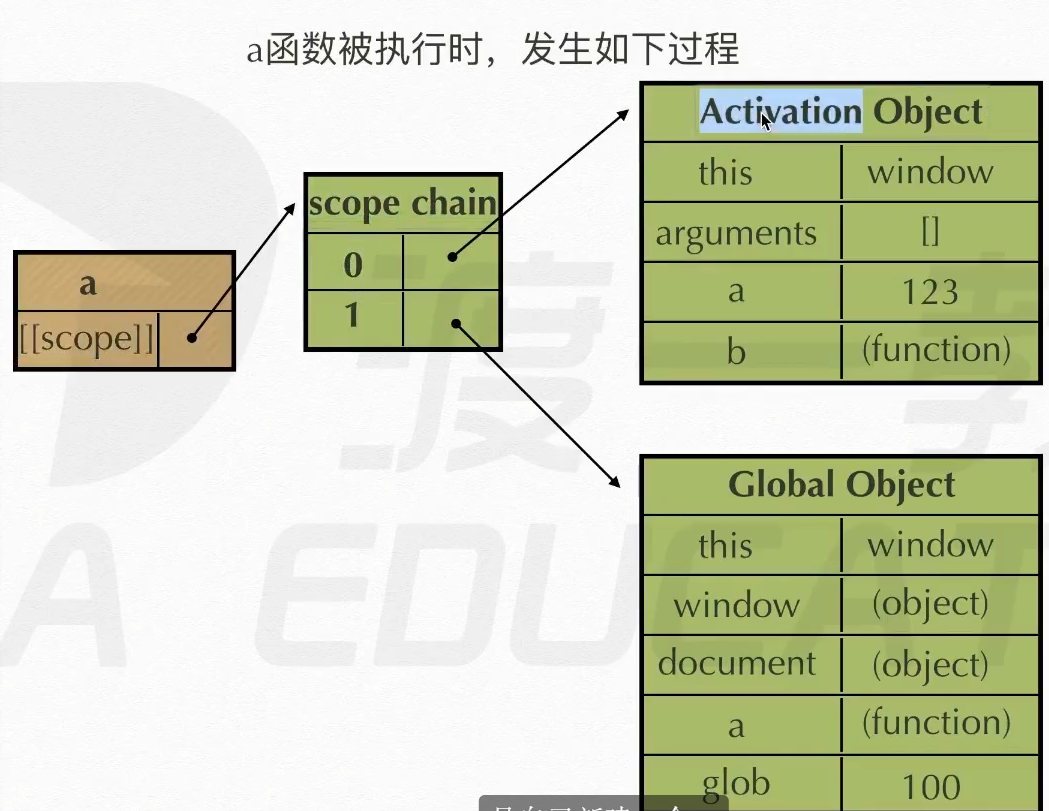 a函数被执行时，发生如下过程
Activation Object
this window
arguments []
a 123
b (function)
scope chain
0
1
a
[[scope]]
Global Object
this window
window (object)
document (object)
a (function)
glob 100
A EDUCAT